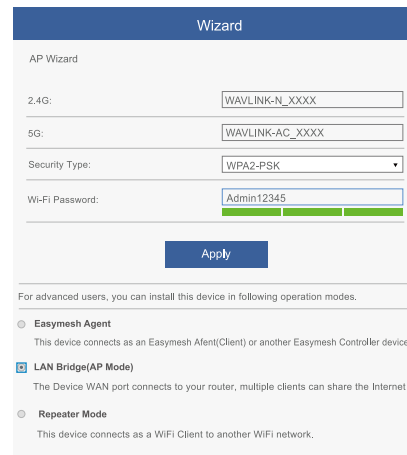 Wizard
AP Wizard
2.4G: WAVLINK-N_XXXX
5G: WAVLINK-AC_XXXX
Security Type: WPA2-PSK
Wi-Fi Password: Admin12345
Apply
For advanced users, you can install this device in following operation modes.
Easymesh Agent
This device connects as an Easymesh Afent(Client) or another Easymesh Controller device
LAN Bridge(AP Mode)
The Device WAN port connects to your router, multiple clients can share the Internet
Repeater Mode
This device connects as a WiFi Client to another WiFi network.